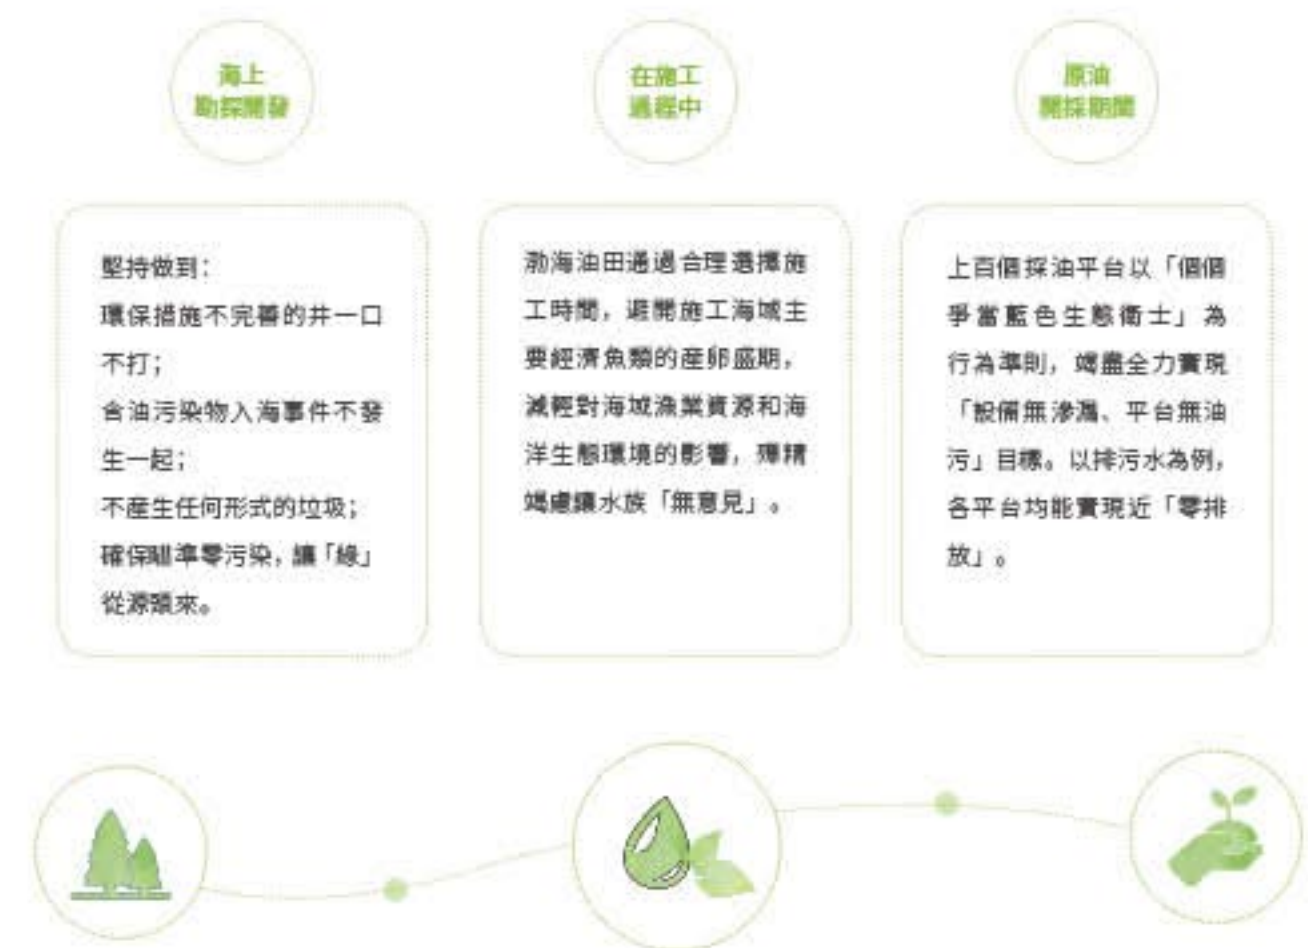 海上
勘探開發
堅持做到：
環保措施不完善的井一口
不打；
含油污染物入海事件不發
生一起；
不產生任何形式的垃圾；
確保瞄準零污染，讓「綠」
從源頭來。
在施工
過程中
渤海油田通過合理選擇施
工時間，避開施工海域主
要經濟魚類的產卵盛期，
減輕對海域漁業資源和海
洋生態環境的影響，殫精
竭慮讓水族「無意見」。
原油
開採期間
上百個採油平台以「個個
爭當藍色生態衛士」為
行為準則，竭盡全力實現
「設備無滲漏、平台無油
污」目標。以排污水為例，
各平台均能實現近「零排
放」。